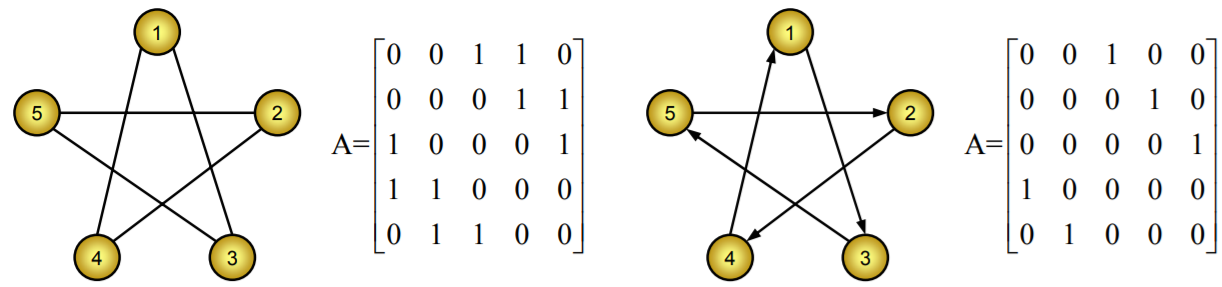 1
5
2
4
3
A=
0 0 1 1 0
0 0 0 1 1
1 0 0 0 1
1 1 0 0 0
0 1 1 0 0
1
5
2
4
3
A=
0 0 1 0 0
0 0 0 1 0
0 0 0 0 1
1 0 0 0 0
0 1 0 0 0